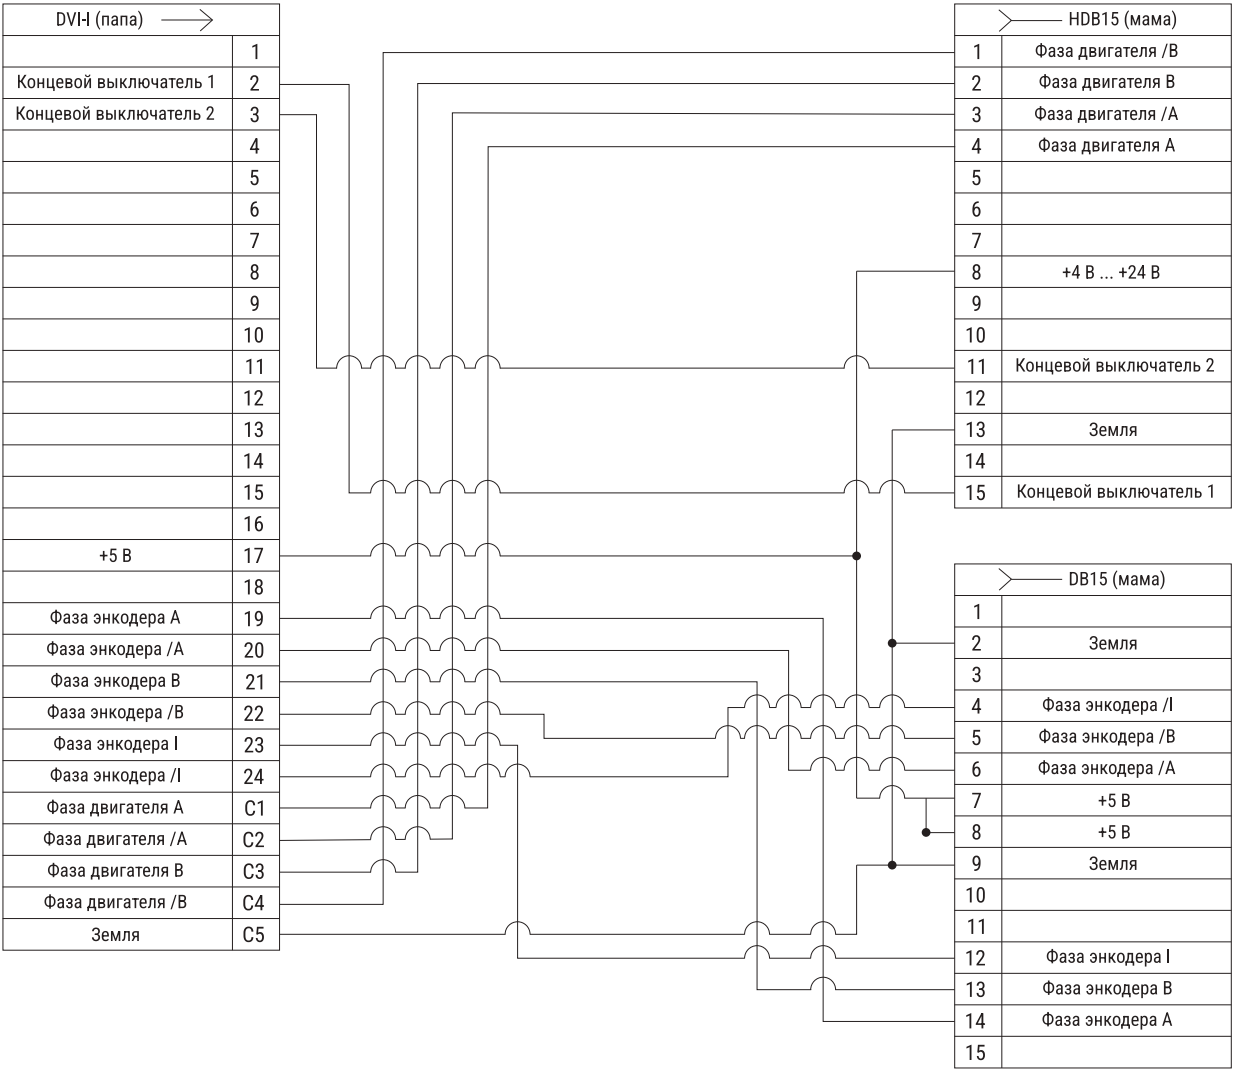 DVI-I (папа)
1
Концевой выключатель 1 2
Концевой выключатель 2 3
4
5
6
7
8
9
10
11
12
13
14
15
16
+5 В 17
18
Фаза энкодера А 19
Фаза энкодера /А 20
Фаза энкодера В 21
Фаза энкодера /В 22
Фаза энкодера I 23
Фаза энкодера /I 24
Фаза двигателя А C1
Фаза двигателя /А C2
Фаза двигателя В C3
Фаза двигателя /В C4
Земля C5
HDB15 (мама)
1 Фаза двигателя /В
2 Фаза двигателя В
3 Фаза двигателя /А
4 Фаза двигателя А
5
6
7
8 +4 В ... +24 В
9
10
11 Концевой выключатель 2
12
13 Земля
14
15 Концевой выключатель 1
DB15 (мама)
1
2 Земля
3
4 Фаза энкодера /I
5 Фаза энкодера /В
6 Фаза энкодера /А
7 +5 В
8 +5 В
9 Земля
10
11
12 Фаза энкодера I
13 Фаза энкодера В
14 Фаза энкодера А
15